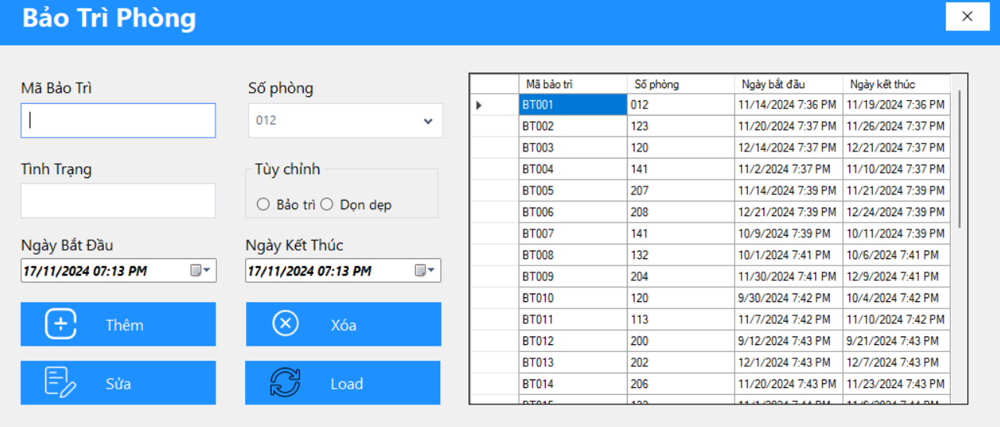 Bảo Trì Phòng
Mã Bảo Trì
Số phòng
012
Tình Trạng
Tùy chỉnh
Bảo trì
Dọn dẹp
Ngày Bắt Đầu
Ngày Kết Thúc
17/11/2024 07:13 PM
17/11/2024 07:13 PM
Thêm
Xóa
Sửa
Load
Mã bảo trì Số phòng Ngày bắt đầu Ngày kết thúc
BT001 012 11/14/2024 7:36 PM 11/19/2024 7:36 PM
BT002 123 11/20/2024 7:37 PM 11/26/2024 7:37 PM
BT003 120 12/14/2024 7:37 PM 12/21/2024 7:37 PM
BT004 141 11/2/2024 7:37 PM 11/10/2024 7:37 PM
BT005 207 11/14/2024 7:39 PM 11/21/2024 7:39 PM
BT006 208 12/21/2024 7:39 PM 12/24/2024 7:39 PM
BT007 141 10/9/2024 7:39 PM 10/11/2024 7:39 PM
BT008 132 10/1/2024 7:41 PM 10/6/2024 7:41 PM
BT009 204 11/30/2024 7:41 PM 12/9/2024 7:41 PM
BT010 120 9/30/2024 7:42 PM 10/4/2024 7:42 PM
BT011 113 11/7/2024 7:42 PM 11/10/2024 7:42 PM
BT012 200 9/12/2024 7:43 PM 9/21/2024 7:43 PM
BT013 202 12/1/2024 7:43 PM 12/7/2024 7:43 PM
BT014 206 11/20/2024 7:43 PM 11/23/2024 7:43 PM